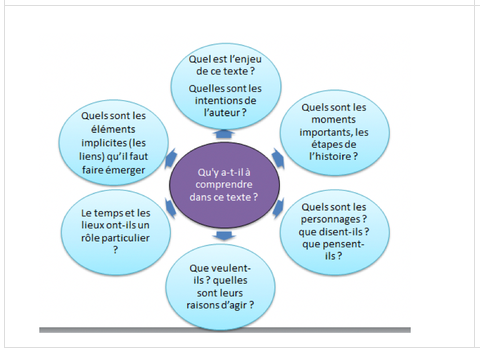 Quel est l'enjeu
de ce texte ?
Quelles sont les
intentions de
l'auteur ?
Quels sont les
moments
importants, les
étapes de
l'histoire ?
Quels sont les
personnages ?
que disent-ils ?
que pensent-
ils ?
Que veulent-
ils ? quelles
sont leurs
raisons d'agir ?
Le temps et les
lieux ont-ils un
rôle particulier
?
Quels sont les
éléments
implicites (les
liens) qu'il faut
faire émerger
Qu'y a-t-il à
comprendre
dans ce texte ?